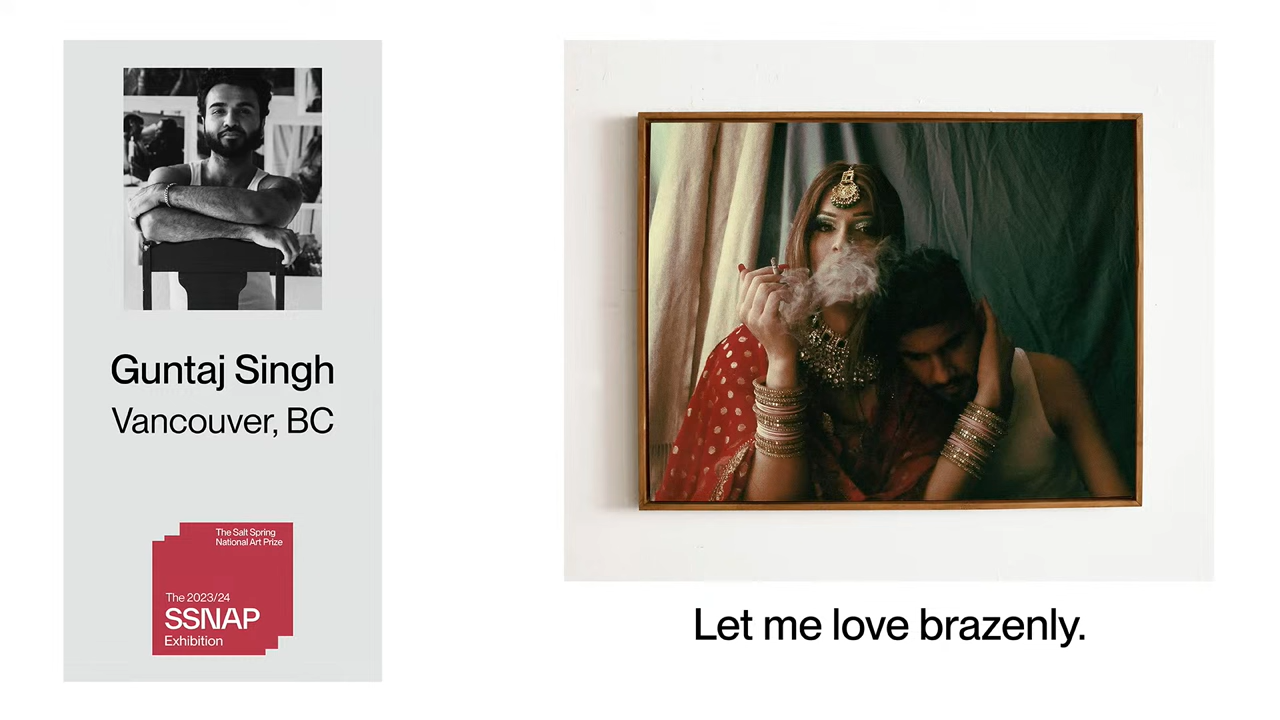 Guntaj Singh
Vancouver, BC
The Salt Spring
National Art Prize
The 2023/24
SSNAP
Exhibition
Let me love brazenly.